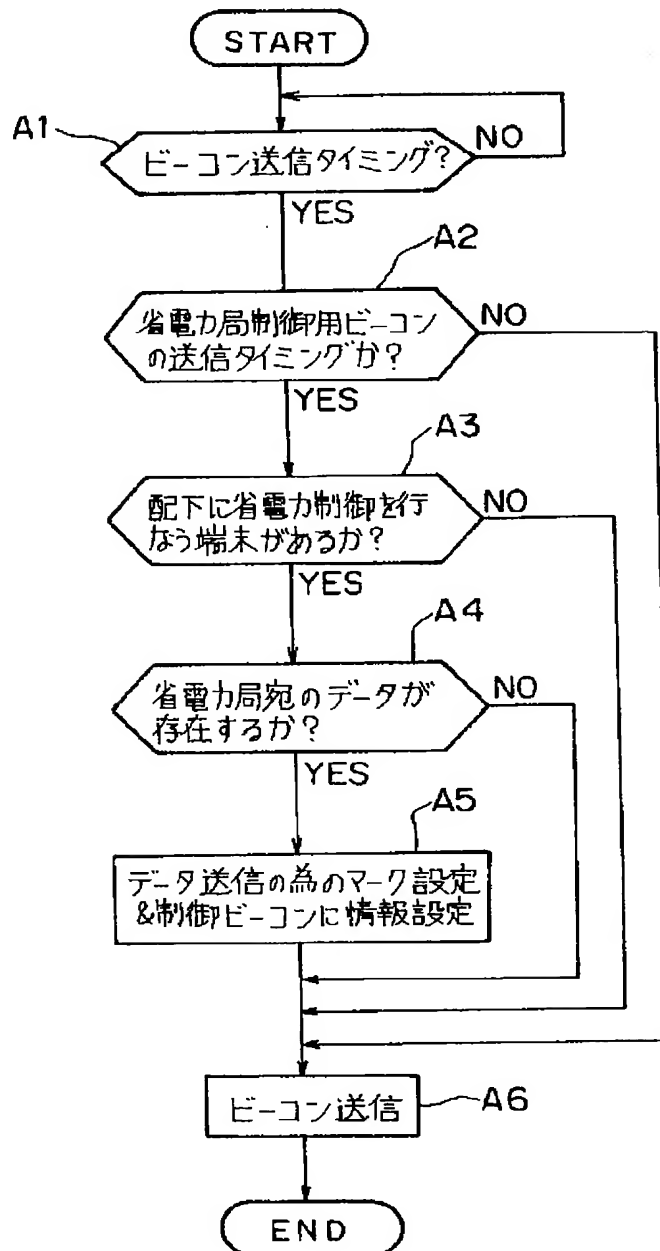 START
A1
ビーコン送信タイミング?
NO
YES
A2
省電力局制御用ビーコン
の送信タイミングか?
NO
YES
A3
配下に省電力制御を行
なう端末があるか?
NO
YES
A4
省電力局宛のデータが
存在するか?
NO
YES
A5
データ送信の為のマーク設定
&制御ビーコンに情報設定
ビーコン送信
A6
END